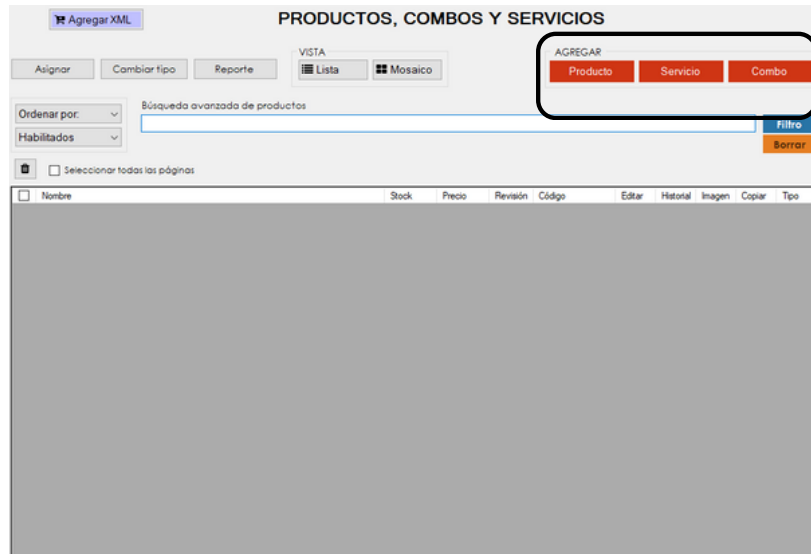 Agregar XML
PRODUCTOS, COMBOS Y SERVICIOS
VISTA
AGREGAR
Asignar Cambiar tipo Reporte Lista Mosaico Producto Servicio Combo
Ordenar por:
Búsqueda avanzada de productos
Habilitados
Filtro
Borrar
Seleccionar todas las páginas
Nombre Stock Precio Revisión Código Editar Historial Imagen Copiar Tipo